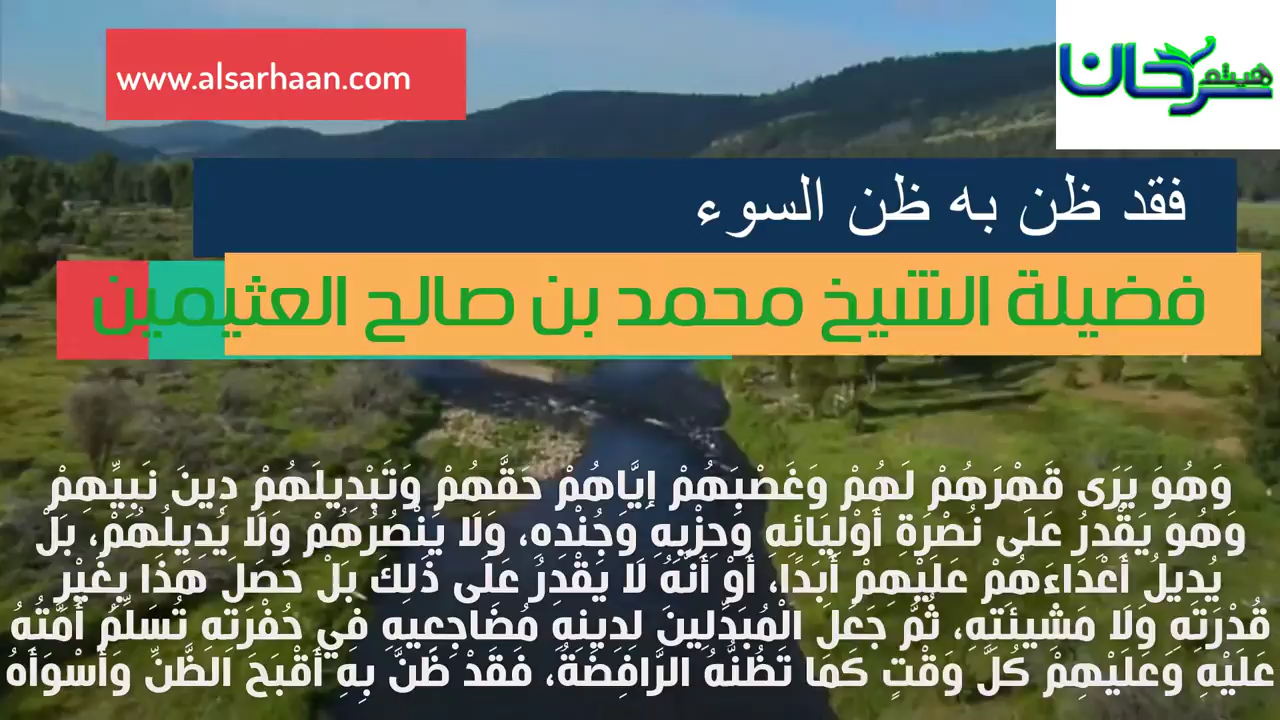 www.alsarhaan.com
هيثم سرحان
فقد ظن به ظن السوء
فضيلة الشيخ محمد بن صالح العثيمين
وَهُوَ يَرَى قَهْرَهُمْ لَهُمْ وَغَصْبَهُمْ إيَّاهُمْ حَقَّهُمْ وَتَبْدِيلَهُمْ دِينَ نَبِيِّهِمْ
وَهُوَ يَقْدِرُ عَلَى نُصْرَةِ أَوْلِيَائِهِ وَحِزْبِهِ وَجُنْدِهِ، وَلَا يَنْصُرُهُمْ وَلَا يُدِيلُهُمْ، بَلْ
يُدِيلُ أَعْدَاءَهُمْ عَلَيْهِمْ أَبَدًا، أَوْ أَنَّهُ لَا يَقْدِرُ عَلَى ذَلِكَ بَلْ حَصَلَ هَذَا بِغَيْرِ
قُدْرَتِهِ وَلَا مَشِيئَتِهِ، ثُمَّ جَعَلَ الْمُبَدِّلِينَ لِدِينِهِ مُضَاجِعِيهِ فِي حُفْرَتِهِ تُسَلِّمُ أُمَّتُهُ
عَلَيْهِ وَعَلَيْهِمْ كُلَّ وَقْتٍ كَمَا تَظُنُّهُ الرَّافِضَةُ، فَقَدْ ظَنَّ بِهِ أَقْبَحَ الظَّنِّ وَأَسْوَأَهُ